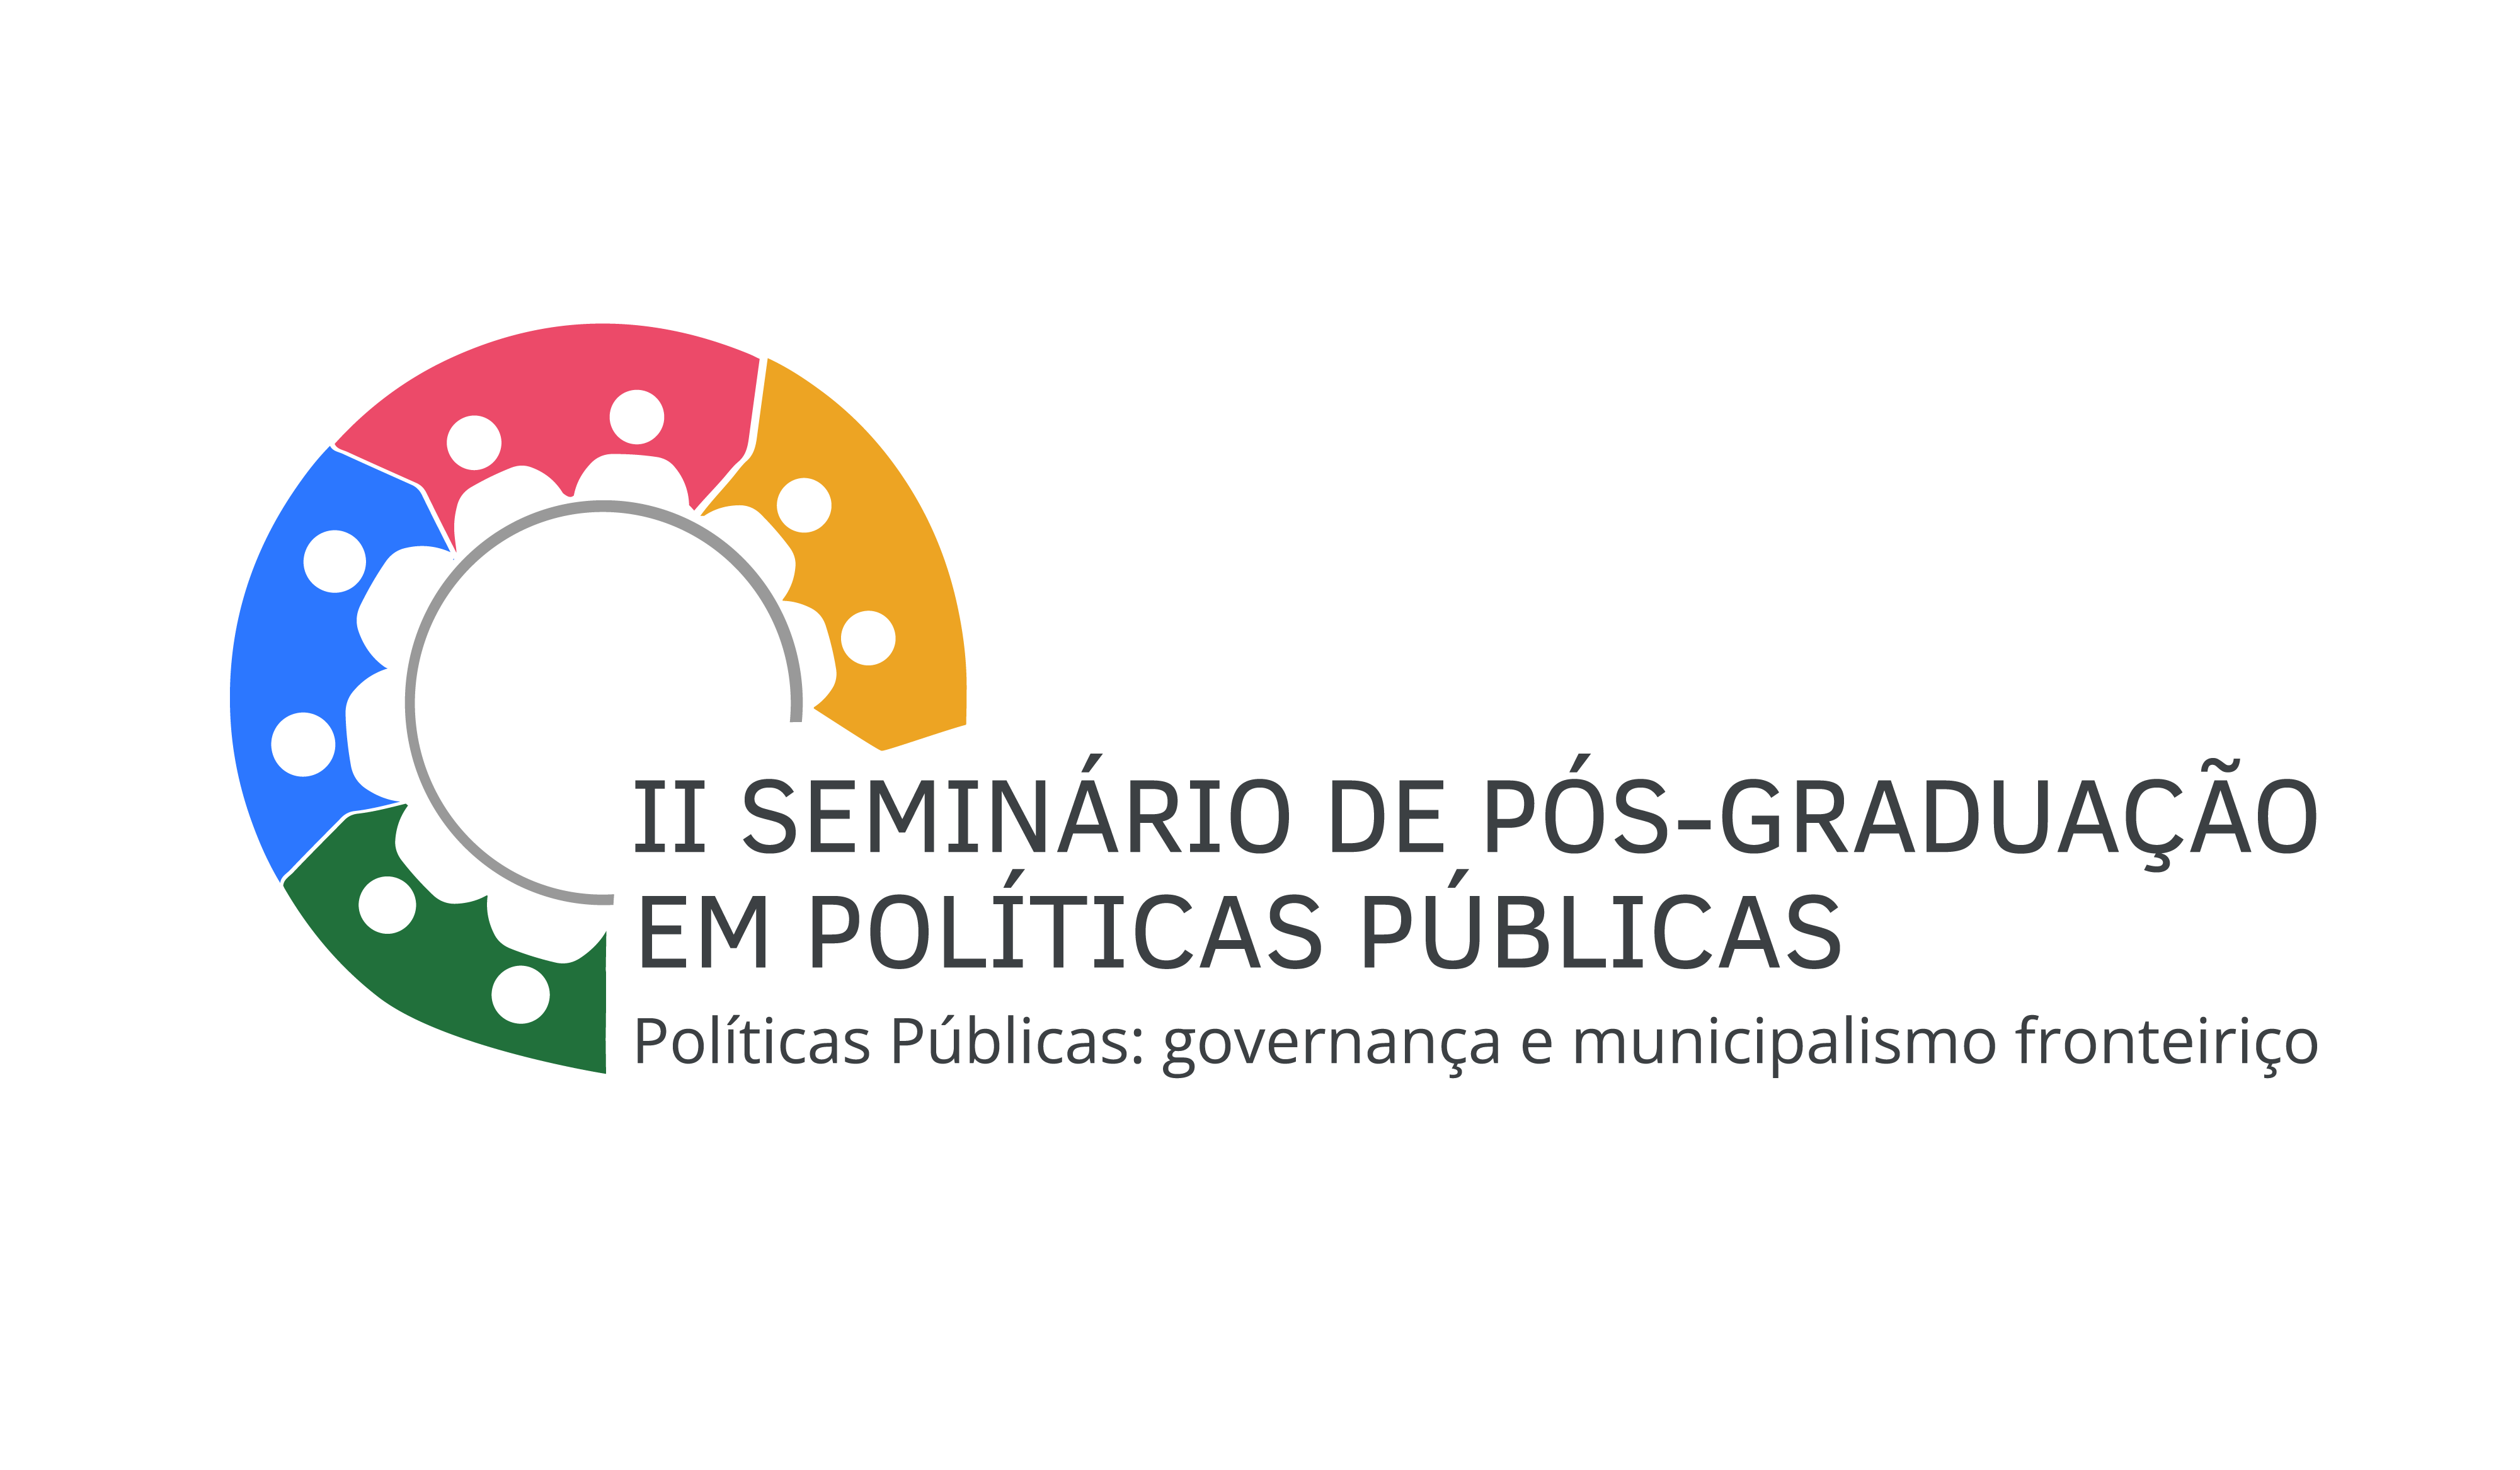 II SEMINÁRIO DE PÓS-GRADUAÇÃO
EM POLÍTICAS PÚBLICAS
Políticas Públicas: governança e municipalismo fronteiriço